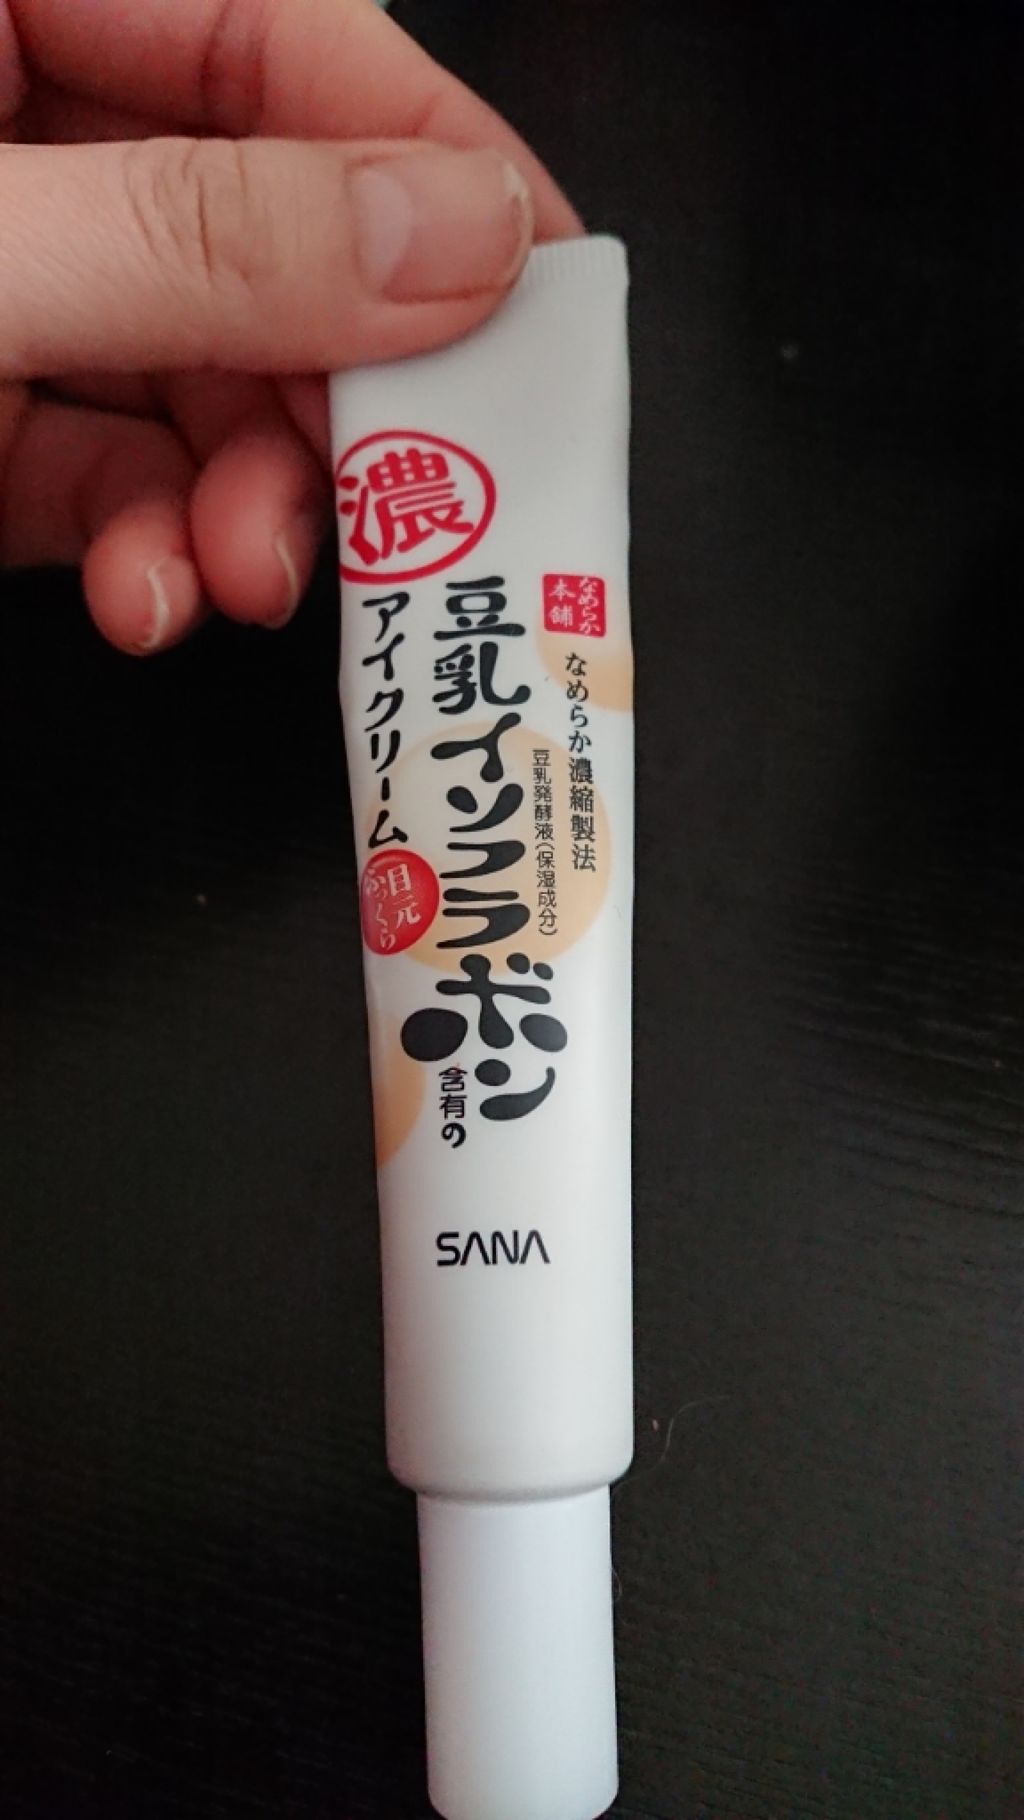 濃
なめらか
本舗
なめらか濃縮製法
豆乳発酵液(保湿成分)
豆乳イソフラボン
含有の
アイクリーム
目元
ふっくら
SANA